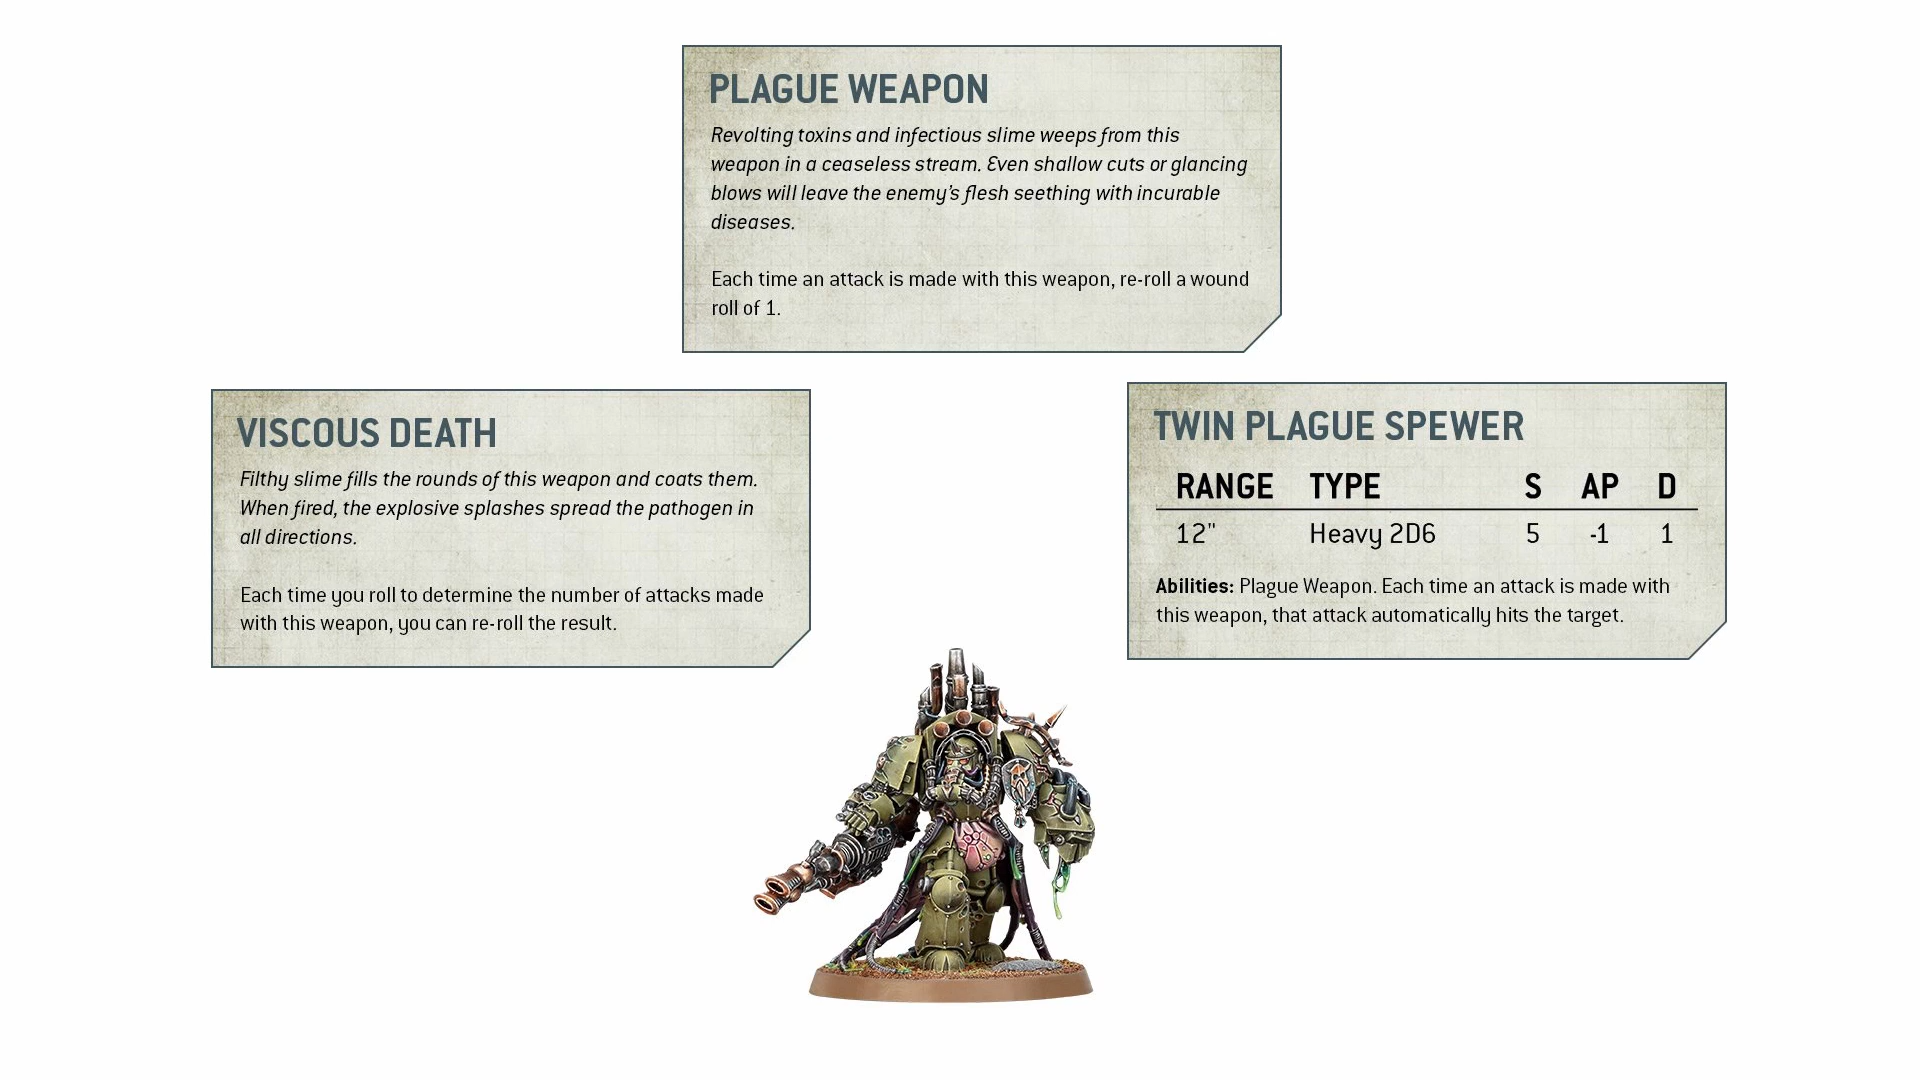 PLAGUE WEAPON
Revolting toxins and infectious slime weeps from this
weapon in a ceaseless stream. Even shallow cuts or glancing
blows will leave the enemy's flesh seething with incurable
diseases.
Each time an attack is made with this weapon, re-roll a wound
roll of 1.
VISCOUS DEATH
Filthy slime fills the rounds of this weapon and coats them.
When fired, the explosive splashes spread the pathogen in
all directions.
Each time you roll to determine the number of attacks made
with this weapon, you can re-roll the result.
TWIN PLAGUE SPEWER
RANGE TYPE S AP D
12" Heavy 2D6 5 -1 1
Abilities: Plague Weapon. Each time an attack is made with
this weapon, that attack automatically hits the target.